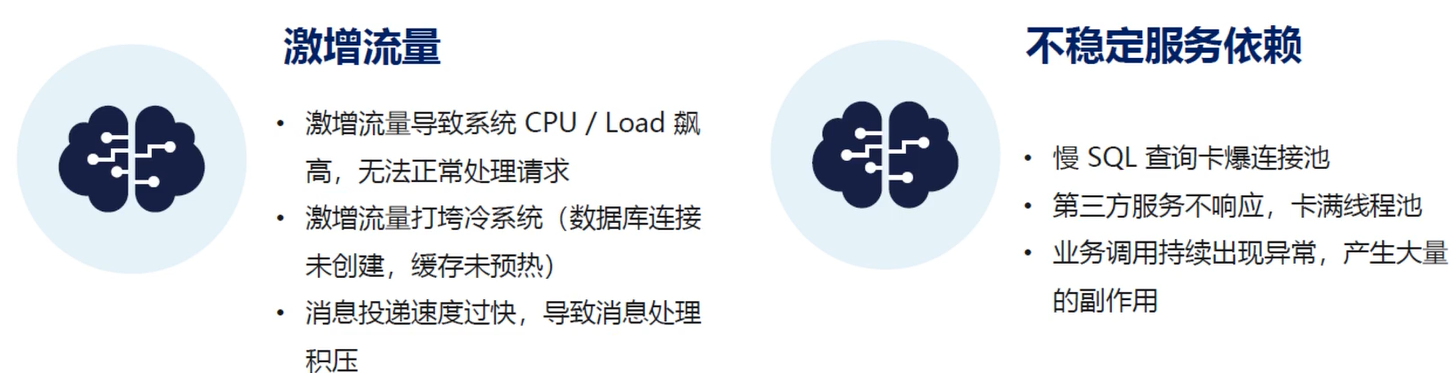 激增流量
• 激增流量导致系统 CPU / Load 飙
高，无法正常处理请求
• 激增流量打垮冷系统（数据库连接
未创建，缓存未预热）
• 消息投递速度过快，导致消息处理
积压
不稳定服务依赖
• 慢 SQL 查询卡爆连接池
• 第三方服务不响应，卡满线程池
• 业务调用持续出现异常，产生大量
的副作用